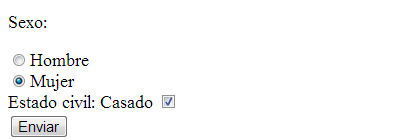 Sexo:
Hombre
Mujer
Estado civil: Casado
Enviar